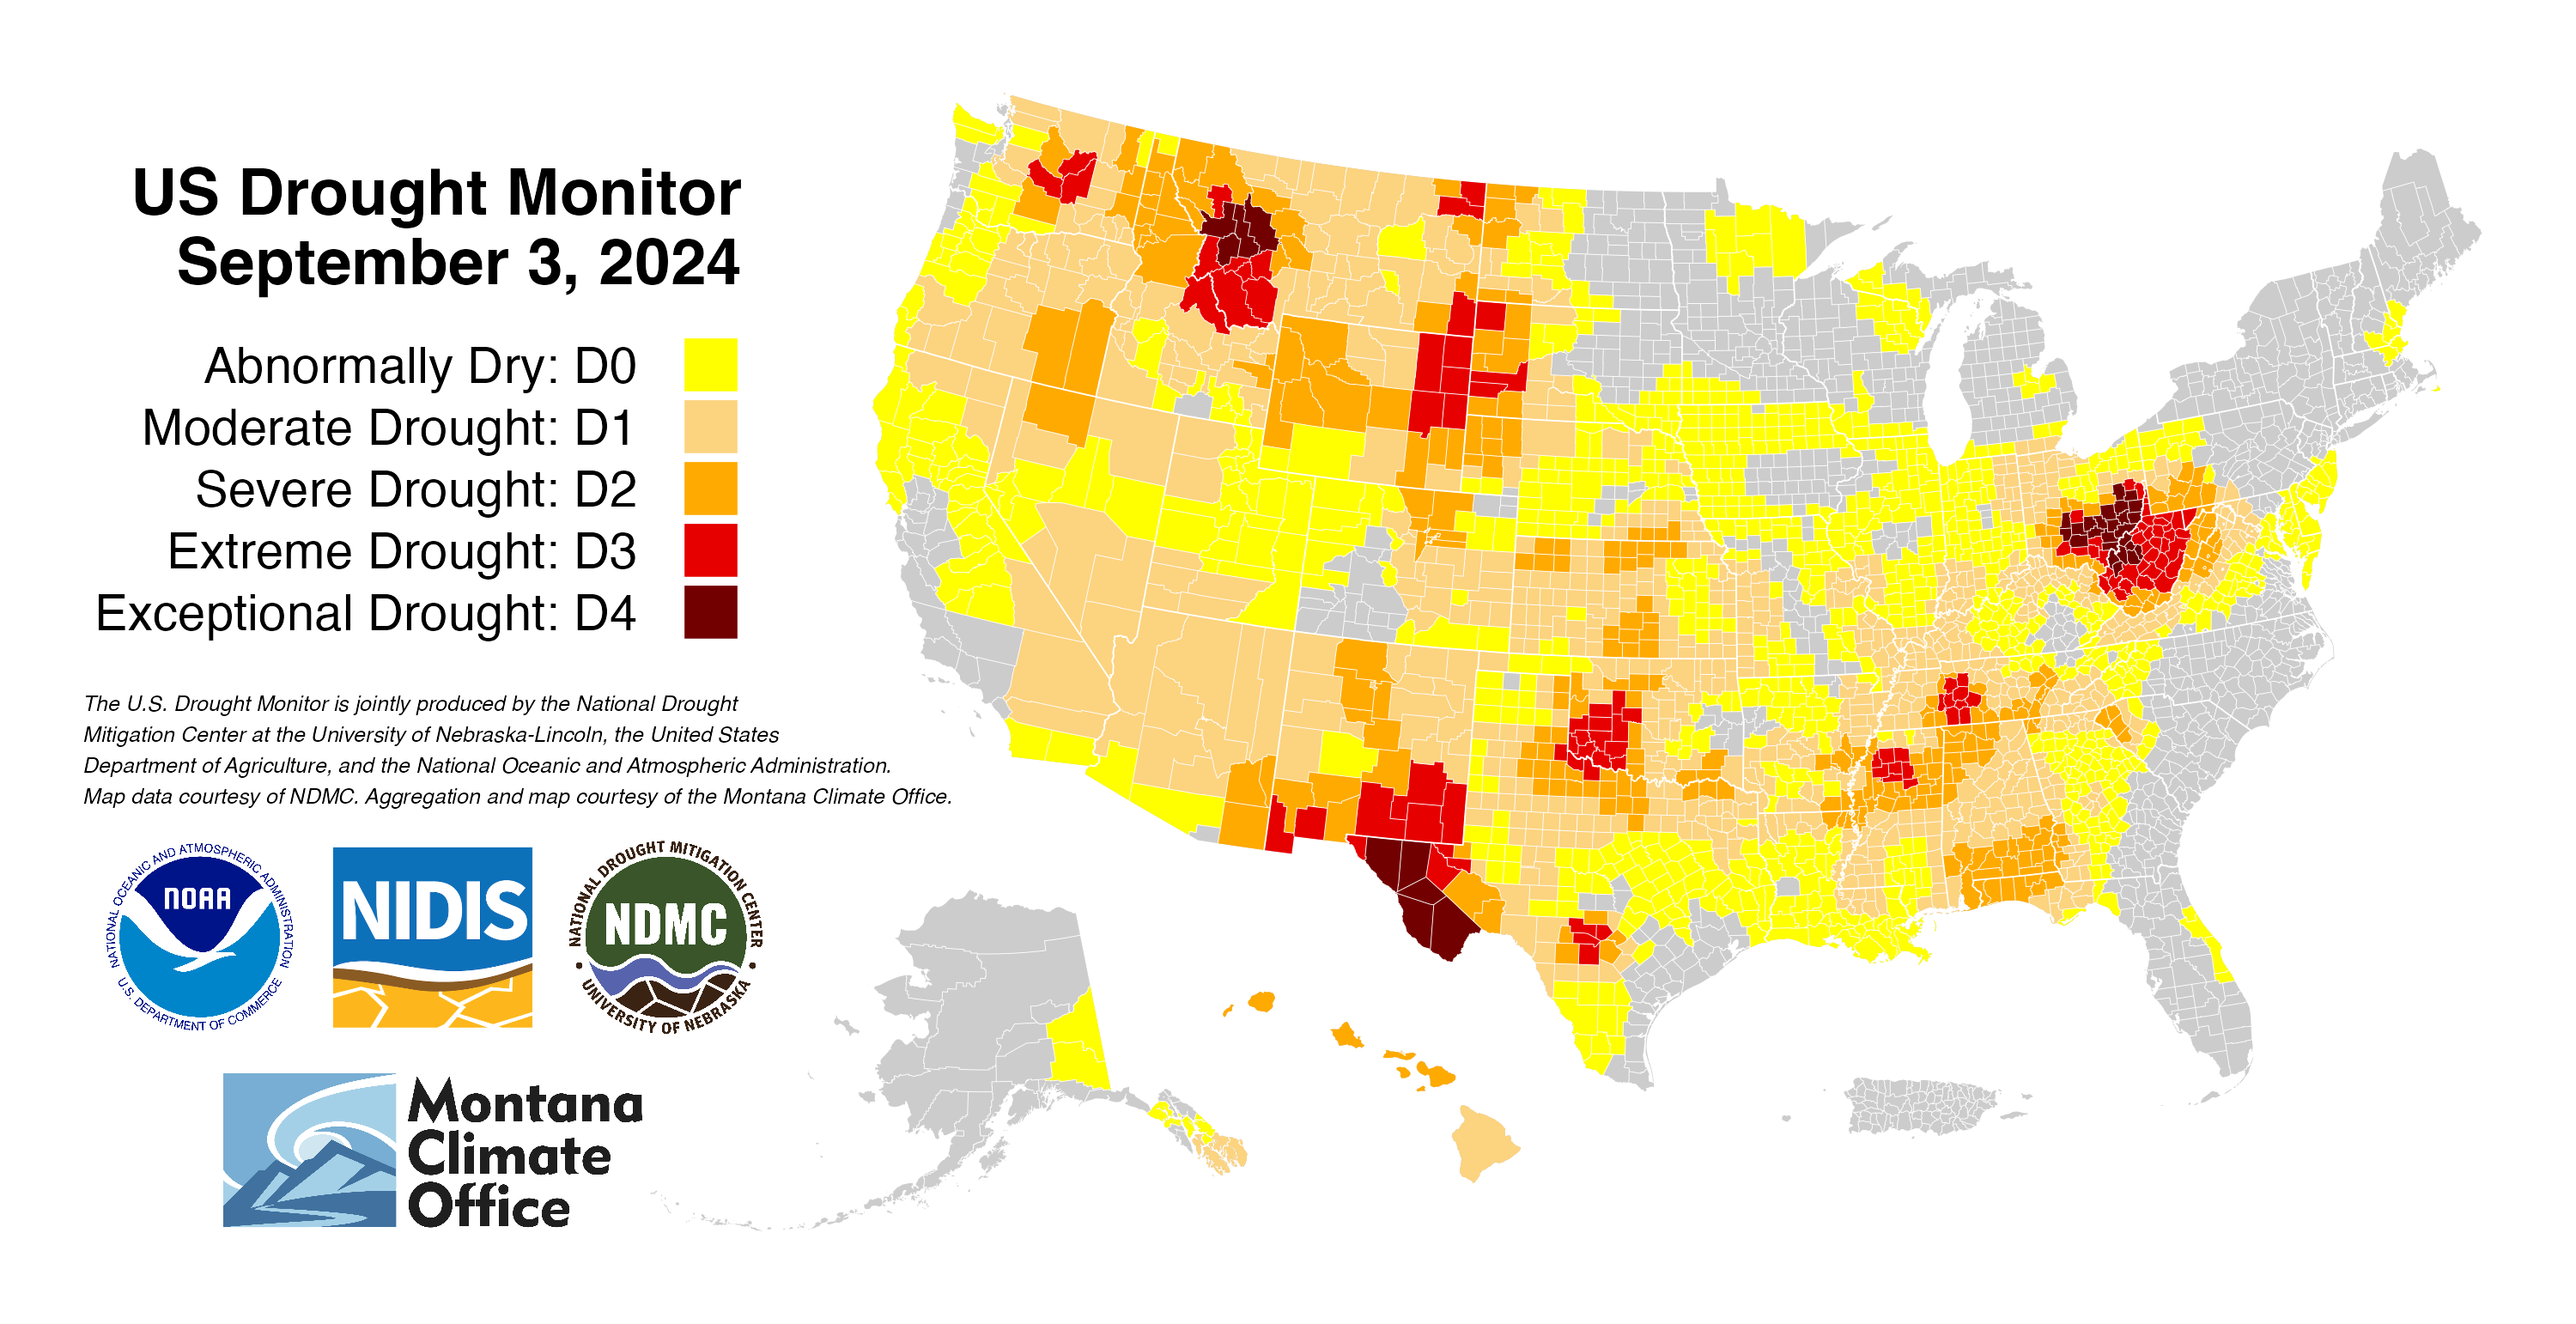 US Drought Monitor
September 3, 2024
Abnormally Dry: D0
Moderate Drought: D1
Severe Drought: D2
Extreme Drought: D3
Exceptional Drought: D4
The U.S. Drought Monitor is jointly produced by the National Drought
Mitigation Center at the University of Nebraska-Lincoln, the United States
Department of Agriculture, and the National Oceanic and Atmospheric Administration.
Map data courtesy of NDMC. Aggregation and map courtesy of the Montana Climate Office.
NATIONAL OCEANIC AND ATMOSPHERIC ADMINISTRATION
NOAA
U.S. DEPARTMENT OF COMMERCE
NIDIS
NATIONAL DROUGHT MITIGATION CENTER
NDMC
UNIVERSITY OF NEBRASKA
Montana
Climate
Office